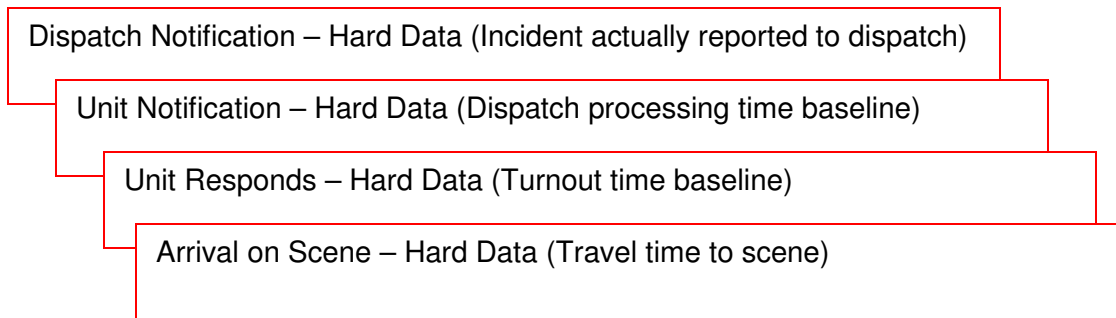 Dispatch Notification – Hard Data (Incident actually reported to dispatch)
Unit Notification – Hard Data (Dispatch processing time baseline)
Unit Responds – Hard Data (Turnout time baseline)
Arrival on Scene – Hard Data (Travel time to scene)